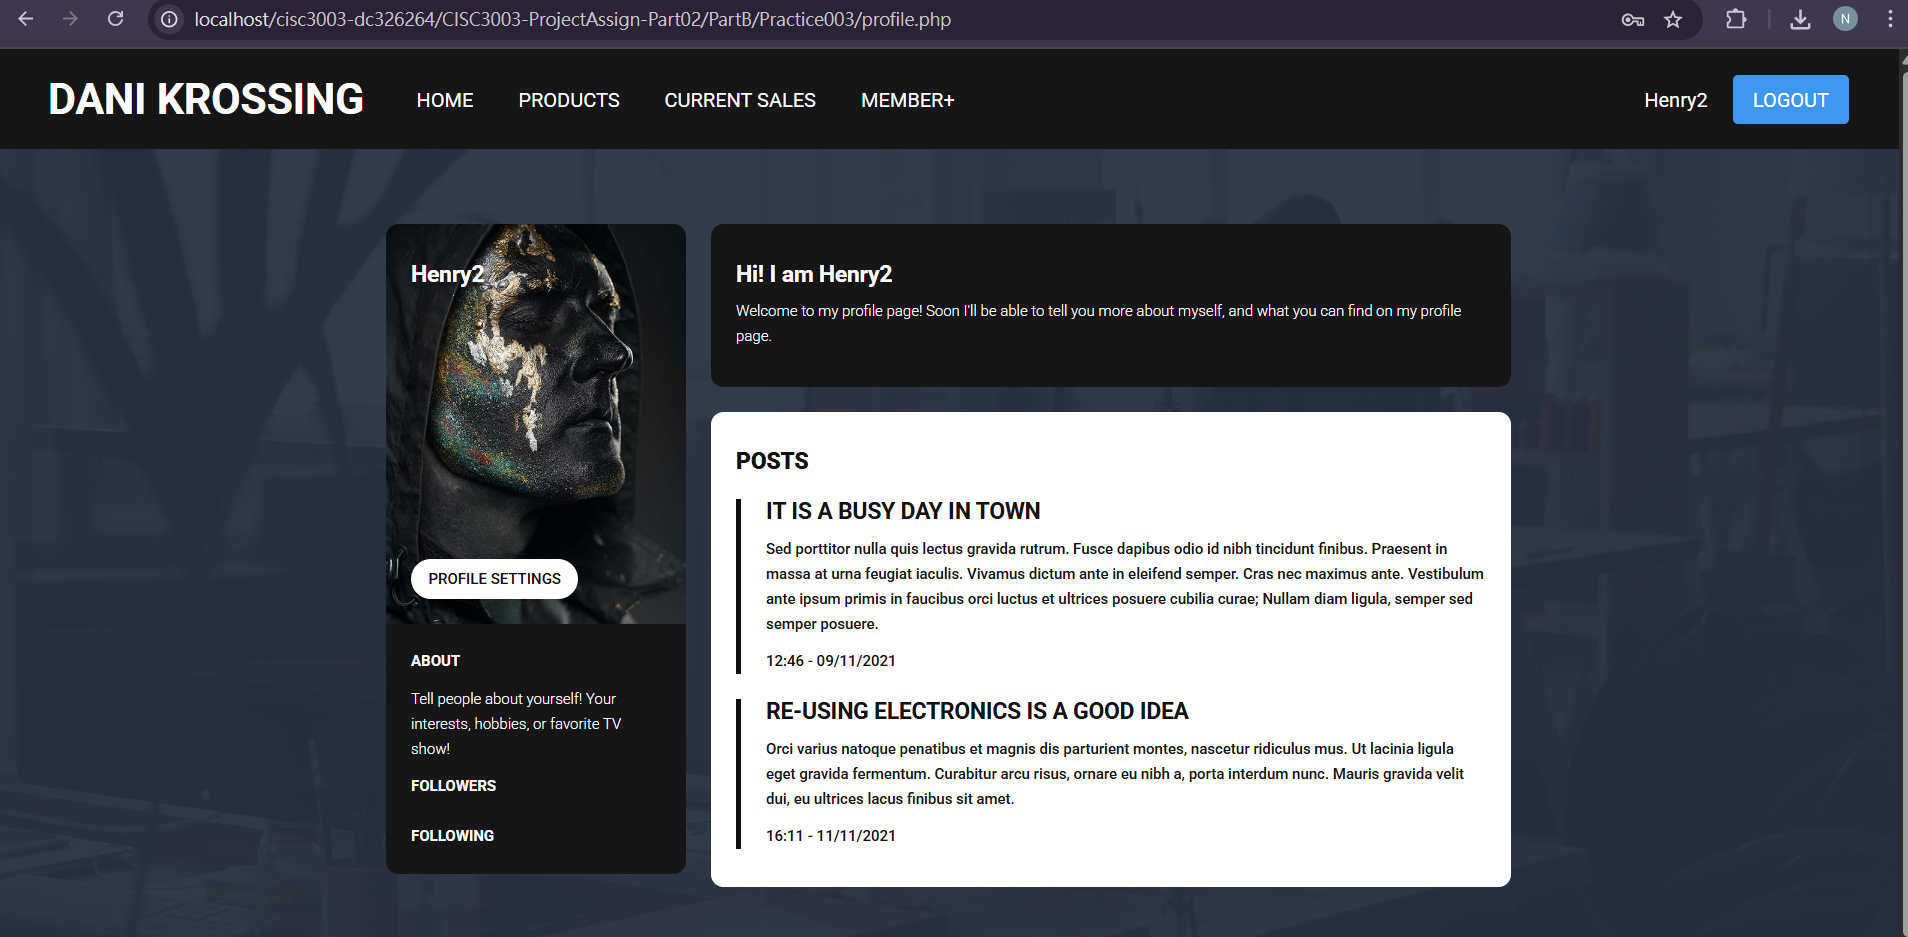 localhost/cisc3003-dc326264/CISC3003-ProjectAssign-Part02/PartB/Practice003/profile.php
N
DANI KROSSING
HOME
PRODUCTS
CURRENT SALES
MEMBER+
Henry2
LOGOUT
Henry2
PROFILE SETTINGS
ABOUT
Tell people about yourself! Your
interests, hobbies, or favorite TV
show!
FOLLOWERS
FOLLOWING
Hi! I am Henry2
Welcome to my profile page! Soon I'll be able to tell you more about myself, and what you can find on my profile
page.
POSTS
IT IS A BUSY DAY IN TOWN
Sed porttitor nulla quis lectus gravida rutrum. Fusce dapibus odio id nibh tincidunt finibus. Praesent in
massa at urna feugiat iaculis. Vivamus dictum ante in eleifend semper. Cras nec maximus ante. Vestibulum
ante ipsum primis in faucibus orci luctus et ultrices posuere cubilia curae; Nullam diam ligula, semper sed
semper posuere.
12:46 - 09/11/2021
RE-USING ELECTRONICS IS A GOOD IDEA
Orci varius natoque penatibus et magnis dis parturient montes, nascetur ridiculus mus. Ut lacinia ligula
eget gravida fermentum. Curabitur arcu risus, ornare eu nibh a, porta interdum nunc. Mauris gravida velit
dui, eu ultrices lacus finibus sit amet.
16:11 - 11/11/2021